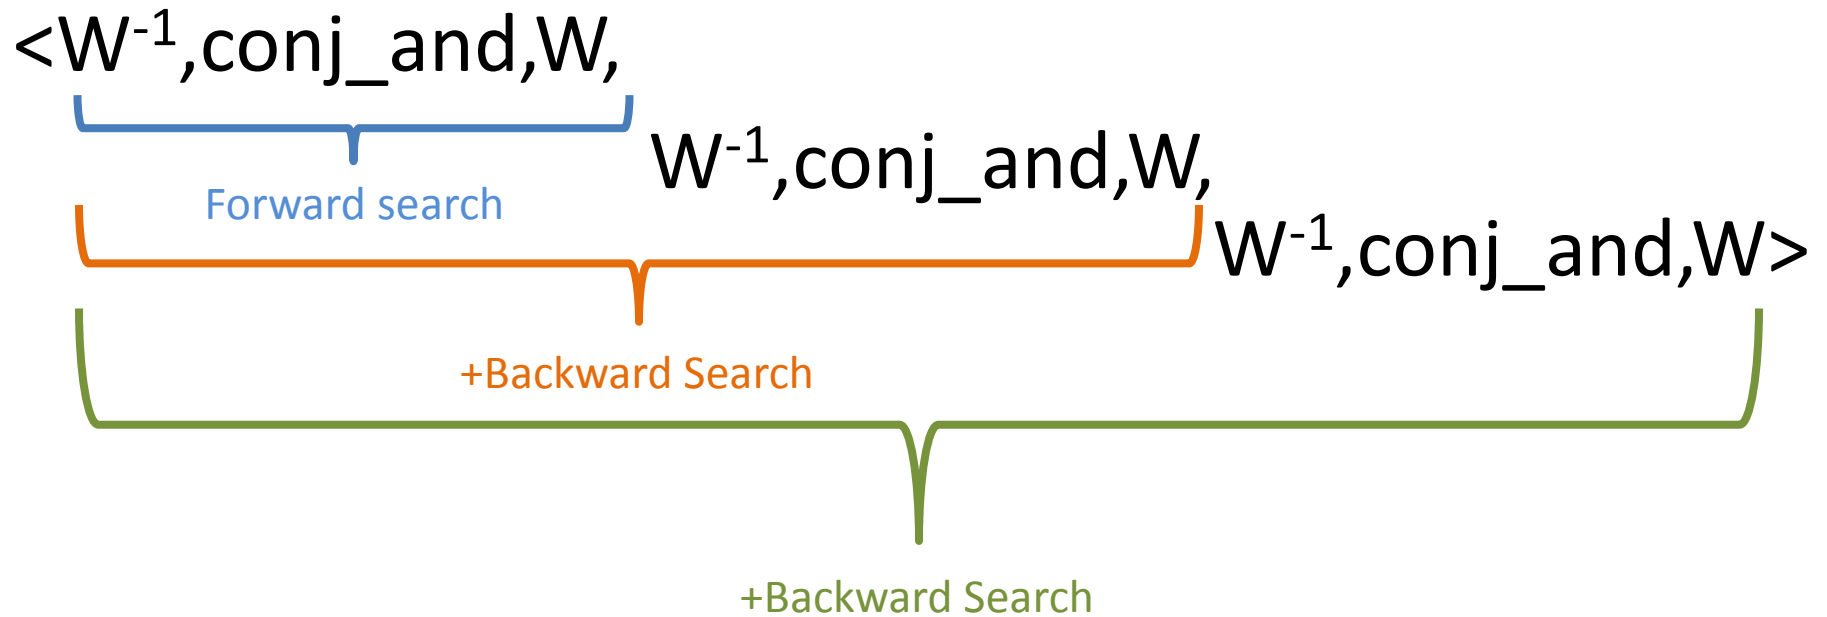 <W⁻¹,conj_and,W,
Forward search
W⁻¹,conj_and,W,
W⁻¹,conj_and,W>
+Backward Search
+Backward Search